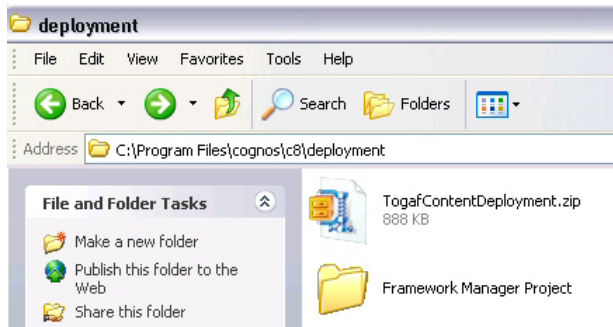 deployment
File Edit View Favorites Tools Help
Back Search Folders
Address C:\Program Files\cognos\c8\deployment
File and Folder Tasks
Make a new folder
Publish this folder to the
Web
Share this folder
TogafContentDeployment.zip
888 KB
Framework Manager Project